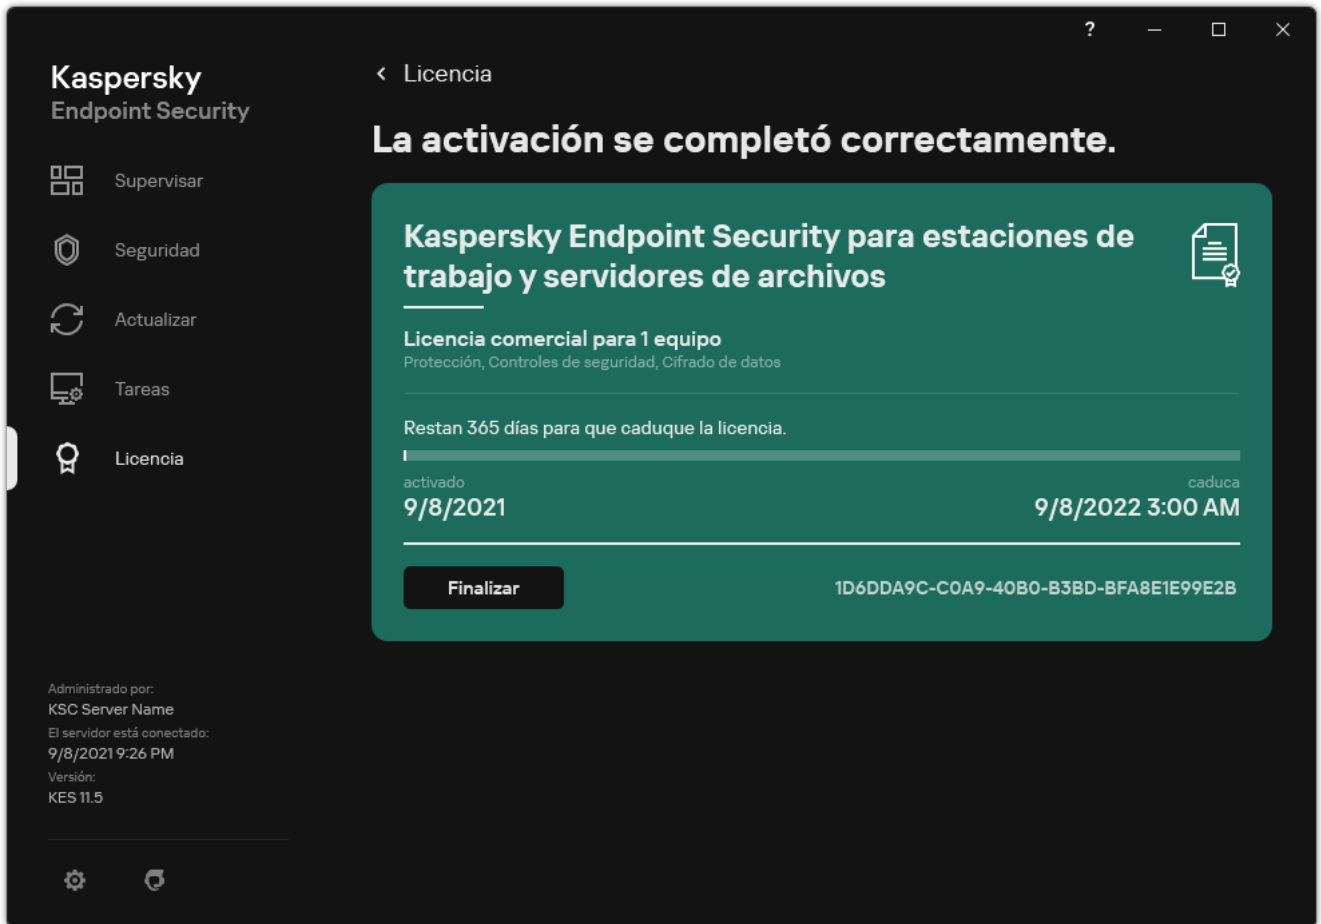 ?
Kaspersky
Endpoint Security
Supervisar
Seguridad
Actualizar
Tareas
Licencia
Administrado por:
KSC Server Name
El servidor está conectado:
9/8/2021 9:26 PM
Versión:
KES 11.5
Licencia
La activación se completó correctamente.
Kaspersky Endpoint Security para estaciones de
trabajo y servidores de archivos
Licencia comercial para 1 equipo
Protección, Controles de seguridad, Cifrado de datos
Restan 365 días para que caduque la licencia.
activado caduca
9/8/2021 9/8/2022 3:00 AM
Finalizar 1D6DDA9C-C0A9-40B0-B3BD-BFA8E1E99E2B